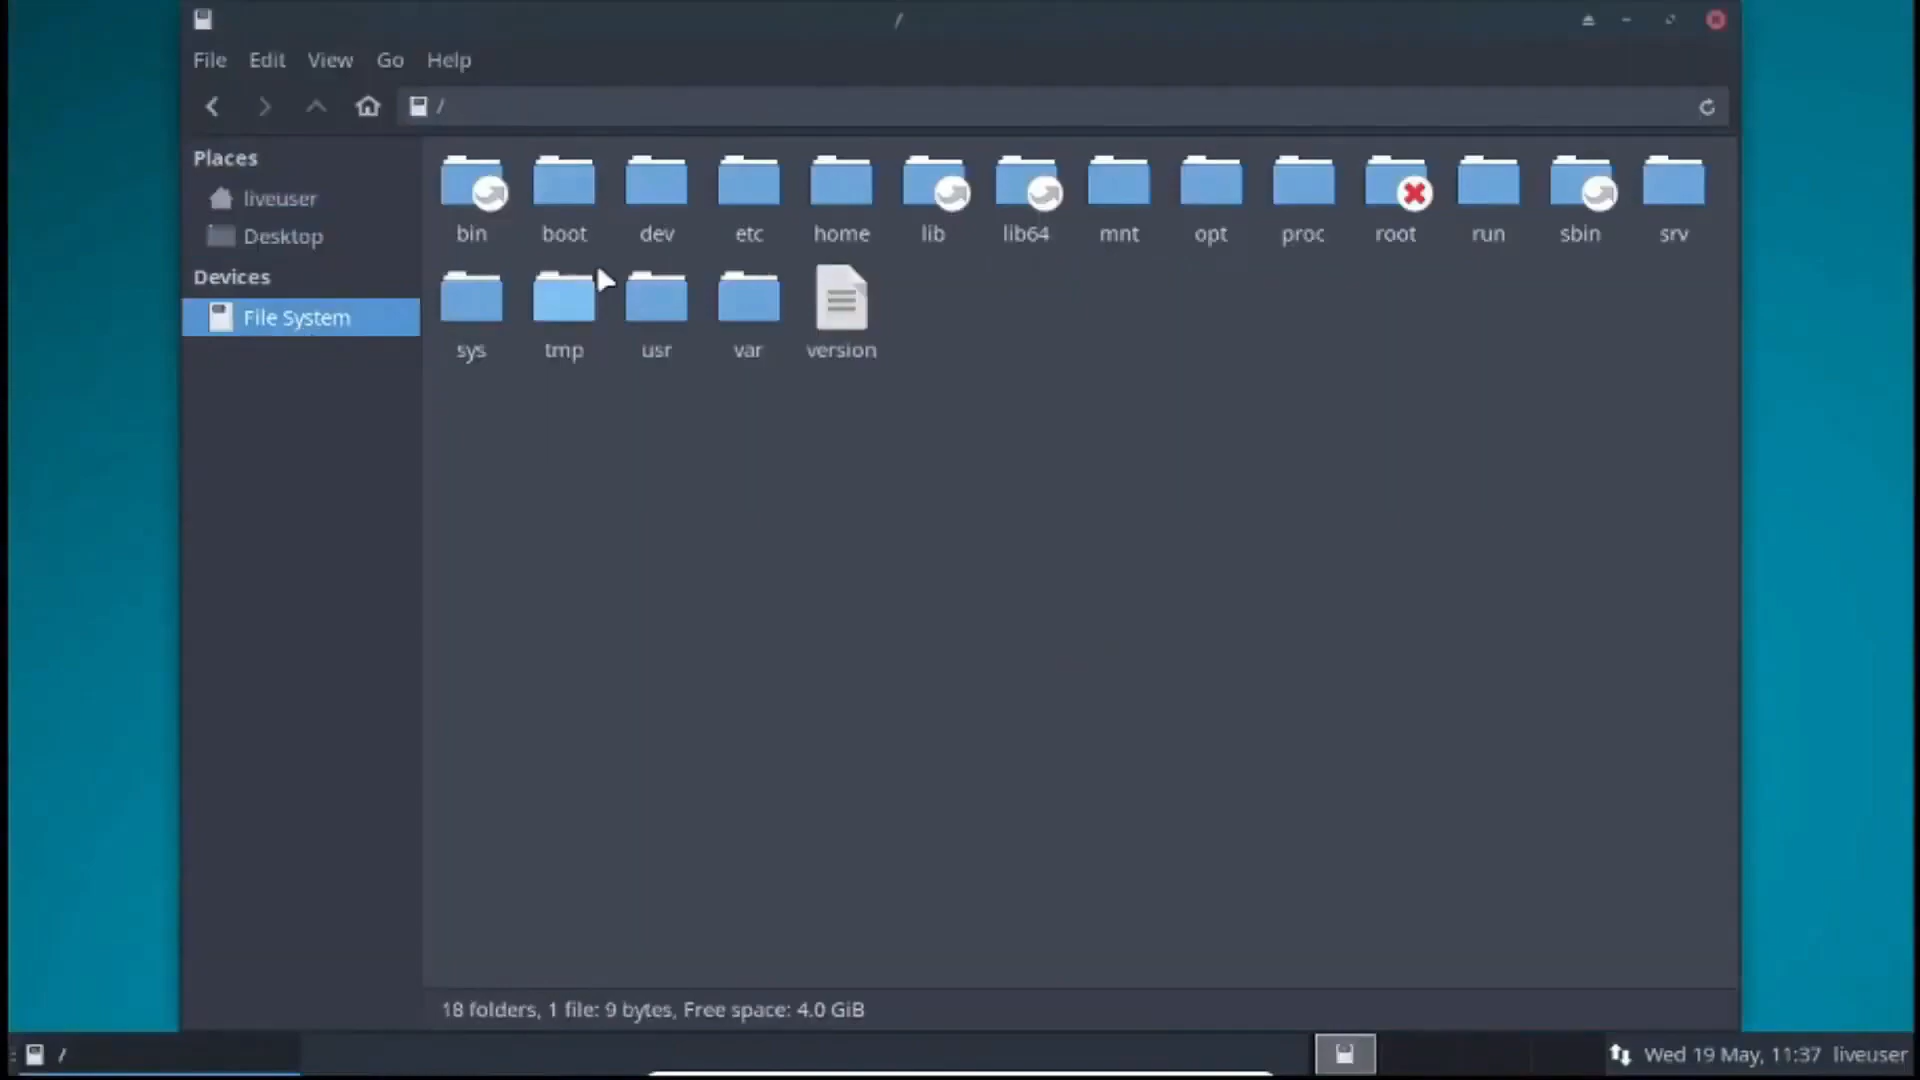 /
File Edit View Go Help
/
Places
liveuser
Desktop
Devices
File System
bin boot dev etc home lib lib64 mnt opt proc root run sbin srv
sys tmp usr var version
18 folders, 1 file: 9 bytes, Free space: 4.0 GiB
/ Wed 19 May, 11:37 liveuser